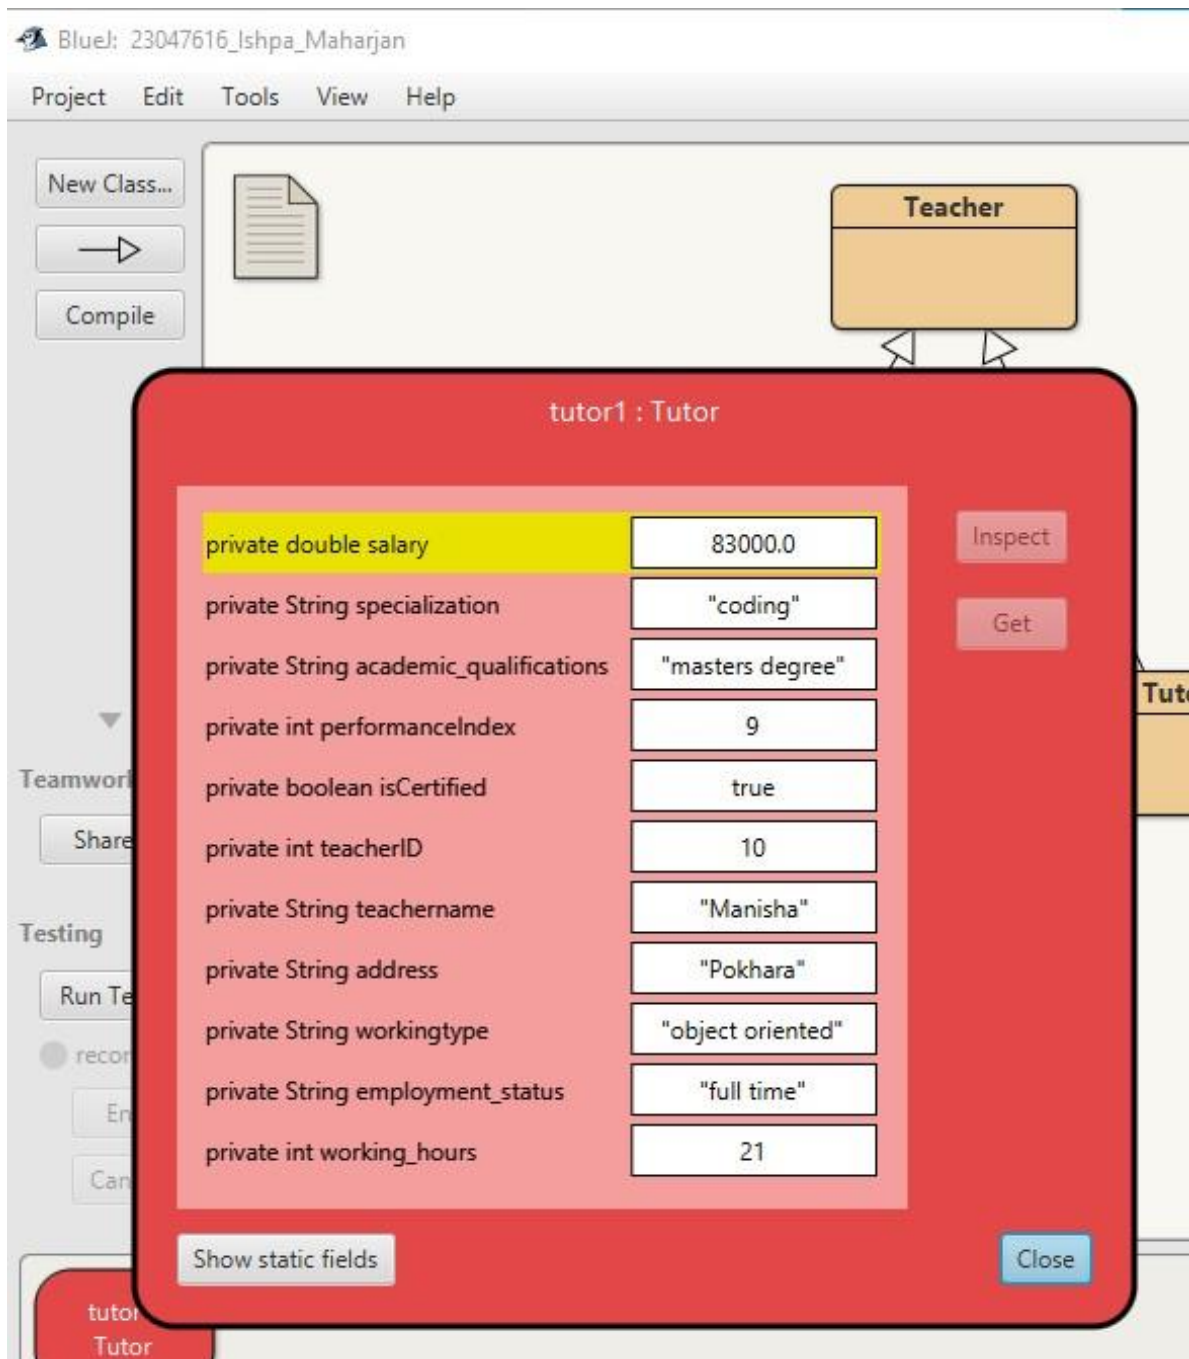 BlueJ: 23047616_Ishpa_Maharjan
Project Edit Tools View Help
New Class...
Compile
Teacher
tutor1 : Tutor
private double salary 83000.0
private String specialization "coding"
private String academic_qualifications "masters degree"
private int performanceIndex 9
private boolean isCertified true
private int teacherID 10
private String teachername "Manisha"
private String address "Pokhara"
private String workingtype "object oriented"
private String employment_status "full time"
private int working_hours 21
Inspect
Get
Show static fields
Close
Share
Testing
Run
Tutor